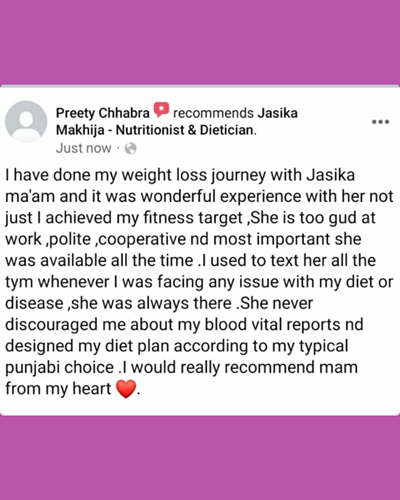 Preety Chhabra recommends Jasika
Makhija - Nutritionist & Dietician.
Just now ·
I have done my weight loss journey with Jasika
ma'am and it was wonderful experience with her not
just I achieved my fitness target ,She is too gud at
work ,polite ,cooperative nd most important she
was available all the time .I used to text her all the
tym whenever I was facing any issue with my diet or
disease ,she was always there .She never
discouraged me about my blood vital reports nd
designed my diet plan according to my typical
punjabi choice .I would really recommend mam
from my heart ❤️.